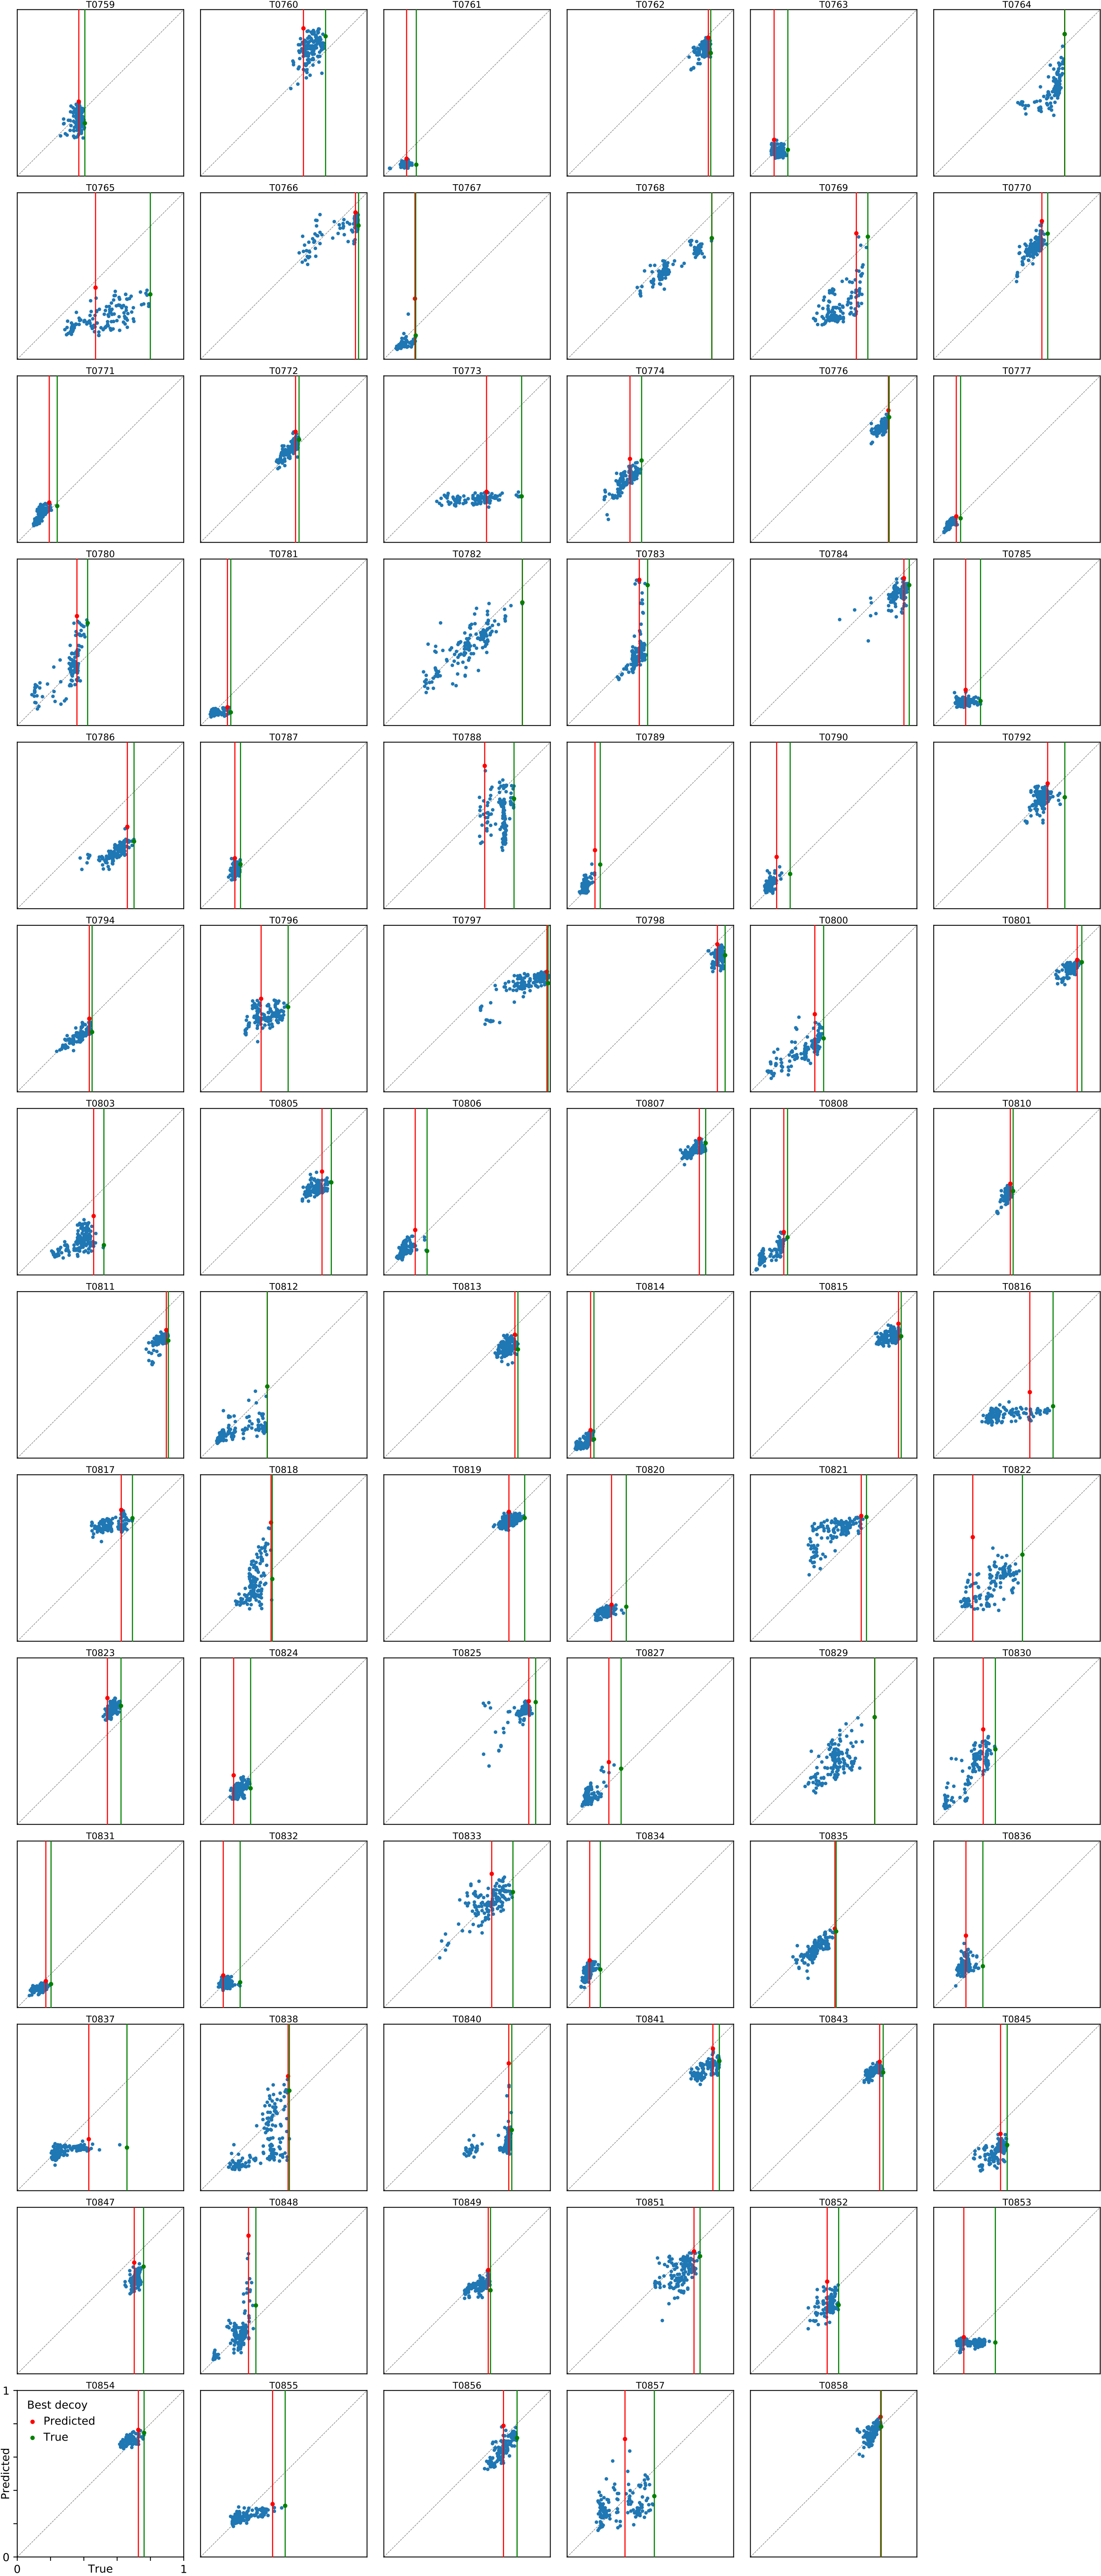 T0759 T0760 T0761 T0762 T0763 T0764
T0765 T0766 T0767 T0768 T0769 T0770
T0771 T0772 T0773 T0774 T0776 T0777
T0780 T0781 T0782 T0783 T0784 T0785
T0786 T0787 T0788 T0789 T0790 T0792
T0794 T0796 T0797 T0798 T0800 T0801
T0803 T0805 T0806 T0807 T0808 T0810
T0811 T0812 T0813 T0814 T0815 T0816
T0817 T0818 T0819 T0820 T0821 T0822
T0823 T0824 T0825 T0827 T0829 T0830
T0831 T0832 T0833 T0834 T0835 T0836
T0837 T0838 T0840 T0841 T0843 T0845
T0847 T0848 T0849 T0851 T0852 T0853
T0854 T0855 T0856 T0857 T0858
1
Best decoy
Predicted
True
Predicted
0
0 True 1